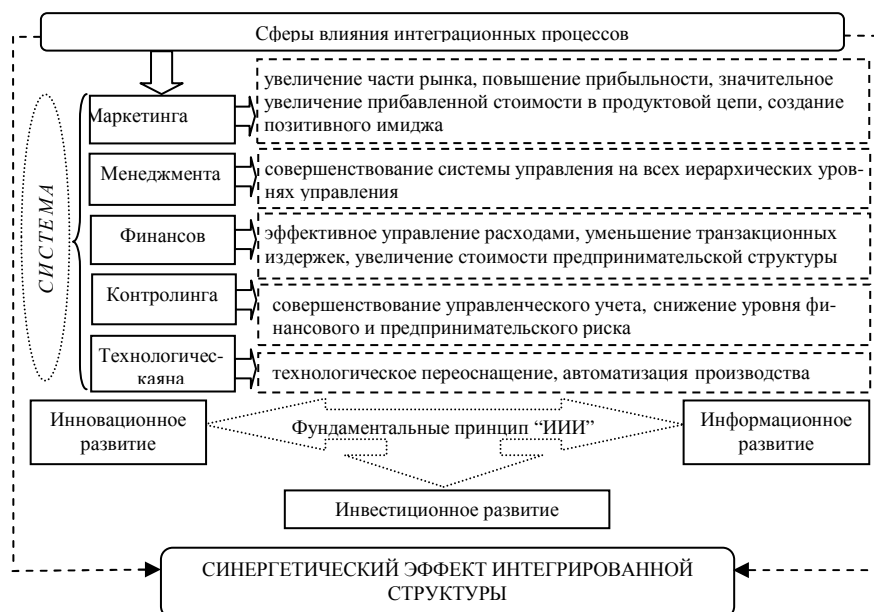 Сферы влияния интеграционных процессов
СИСТЕМА
Маркетинга
увеличение части рынка, повышение прибыльности, значительное
увеличение прибавленной стоимости в продуктовой цепи, создание
позитивного имиджа
Менеджмента
совершенствование системы управления на всех иерархических уров-
нях управления
Финансов
эффективное управление расходами, уменьшение транзакционных
издержек, увеличение стоимости предпринимательской структуры
Контролинга
совершенствование управленческого учета, снижение уровня фи-
нансового и предпринимательского риска
Технологичес-
каяна
технологическое переоснащение, автоматизация производства
Инновационное
развитие
Фундаментальные принцип “ИИИ”
Информационное
развитие
Инвестиционное развитие
СИНЕРГЕТИЧЕСКИЙ ЭФФЕКТ ИНТЕГРИРОВАННОЙ
СТРУКТУРЫ